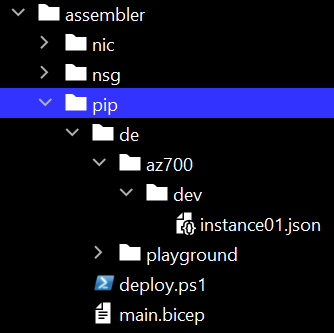 assembler
nic
nsg
pip
de
az700
dev
instance01.json
playground
deploy.ps1
main.bicep